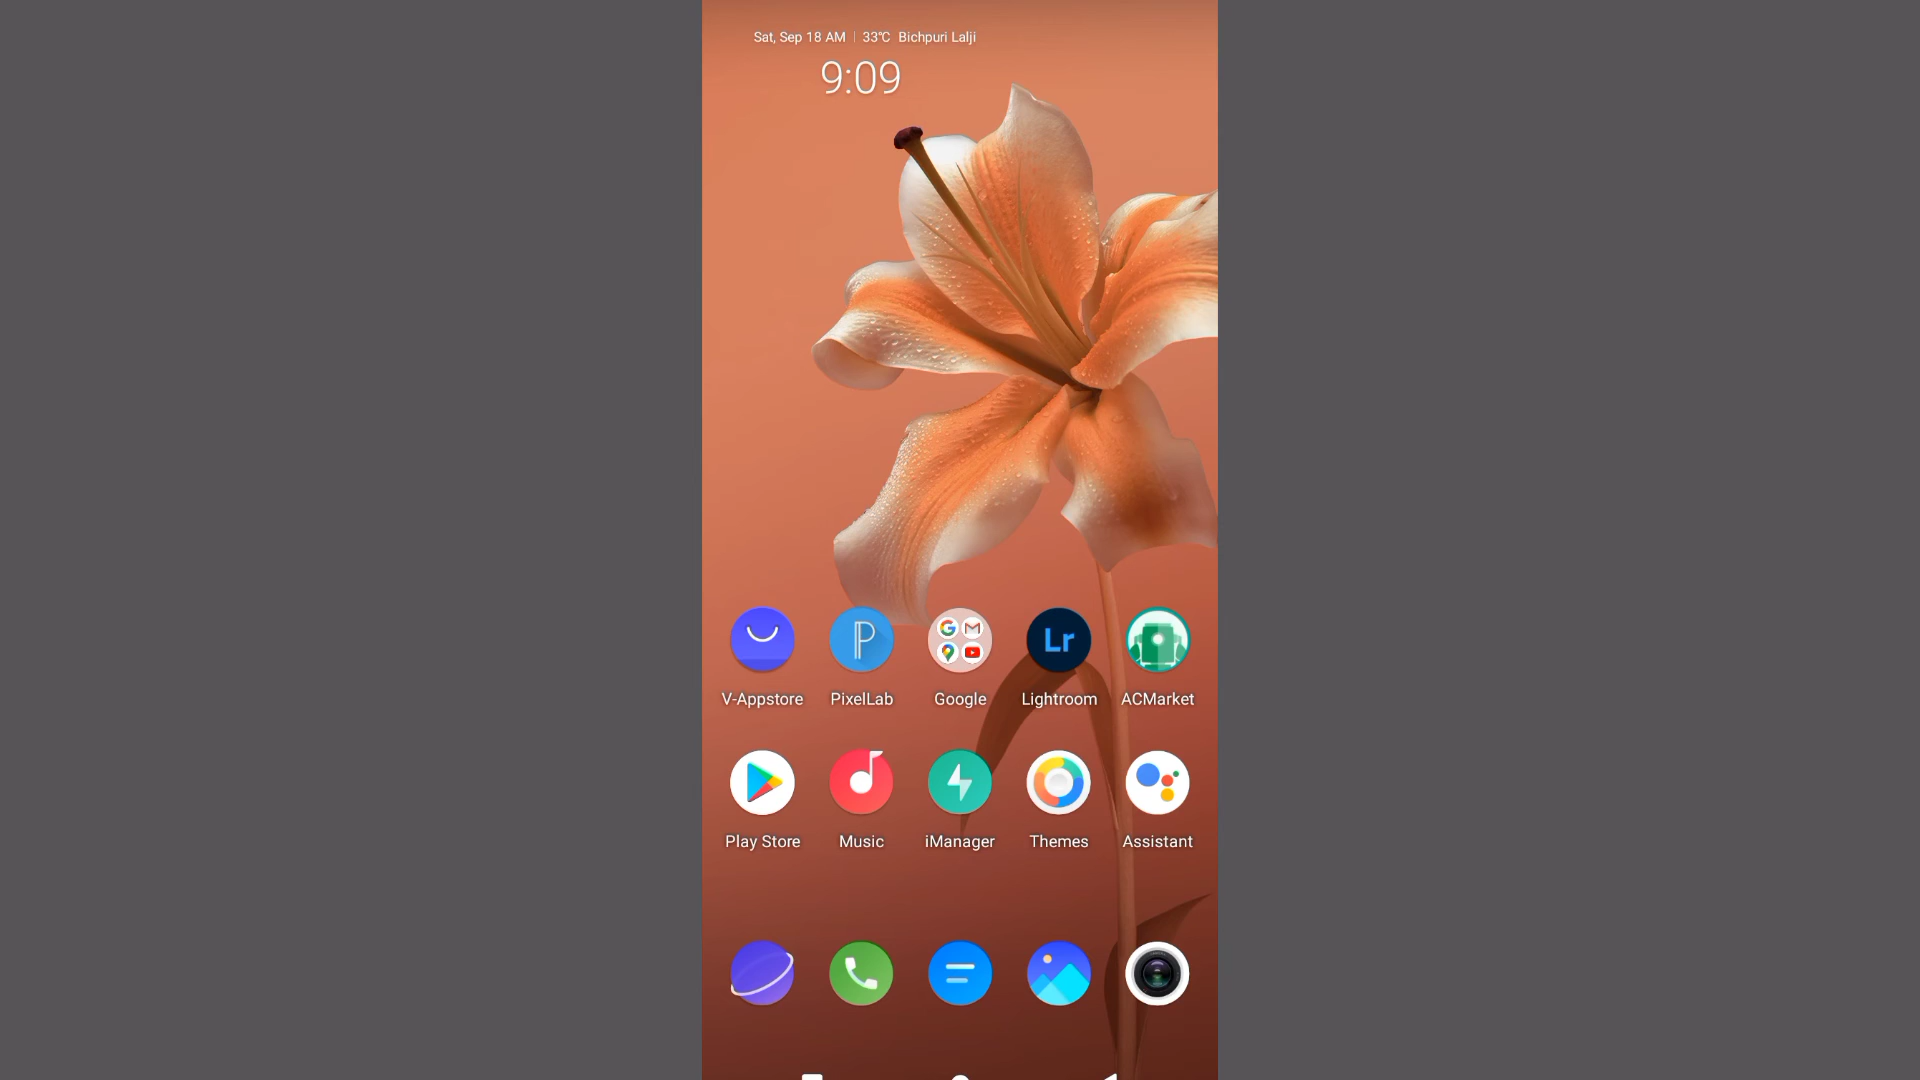 Sat, Sep 18 AM | 33℃ Bichpuri Lalji
9:09
Lr
V-Appstore PixelLab Google Lightroom ACMarket
Play Store Music iManager Themes Assistant